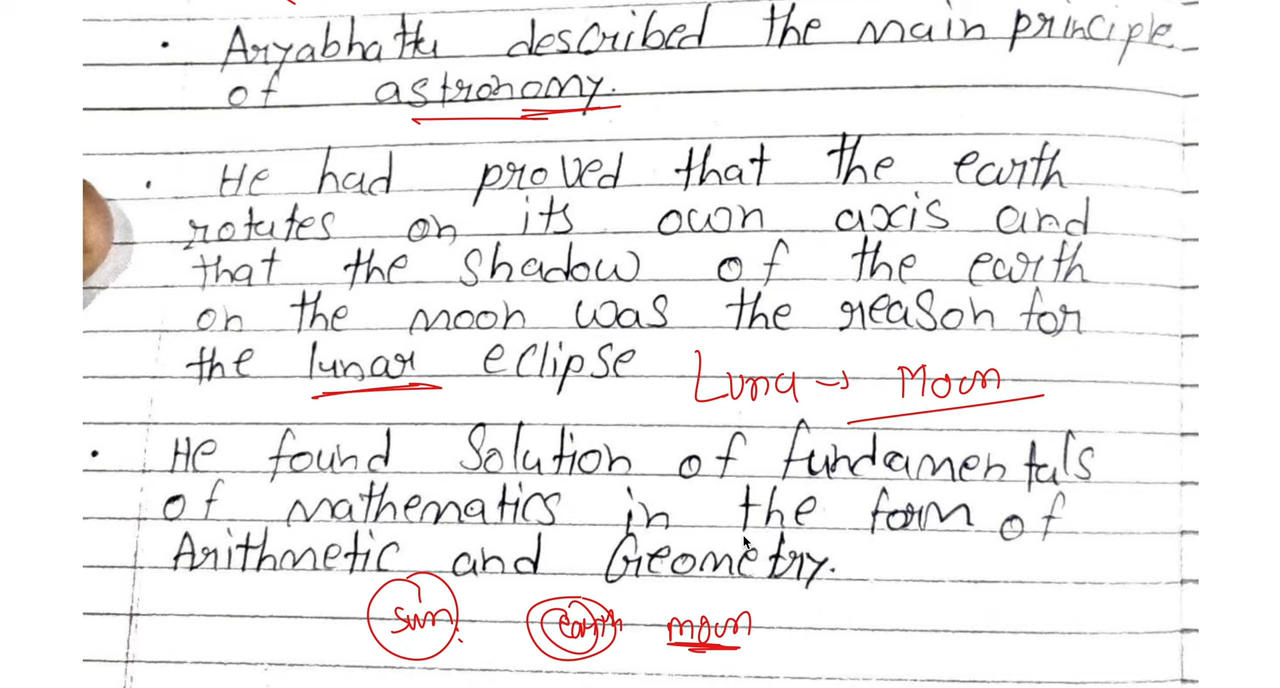 • Aryabhatta described the main principle
of astronomy.
• He had proved that the earth
rotates on its own axis and
that the shadow of the earth
on the moon was the reason for
the lunar eclipse
Luna → Moon
• He found Solution of fundamentals
of mathematics in the form of
Arithmetic and Geometry.
Sun earth moon